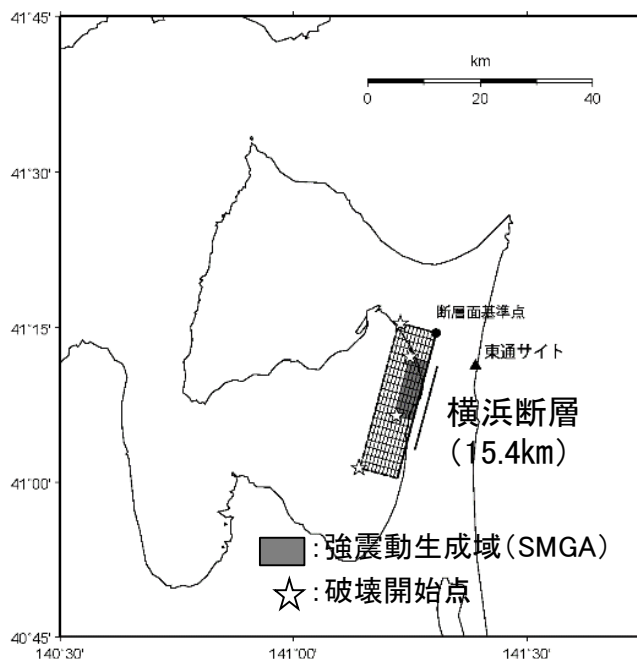 41°45'
km
0 20 40
41°30'
断層面基準点
41°15'
東通サイト
横浜断層
(15.4km)
41°00'
:強震動生成域(SMGA)
:破壊開始点
40°45'
140°30' 141°00' 141°30'